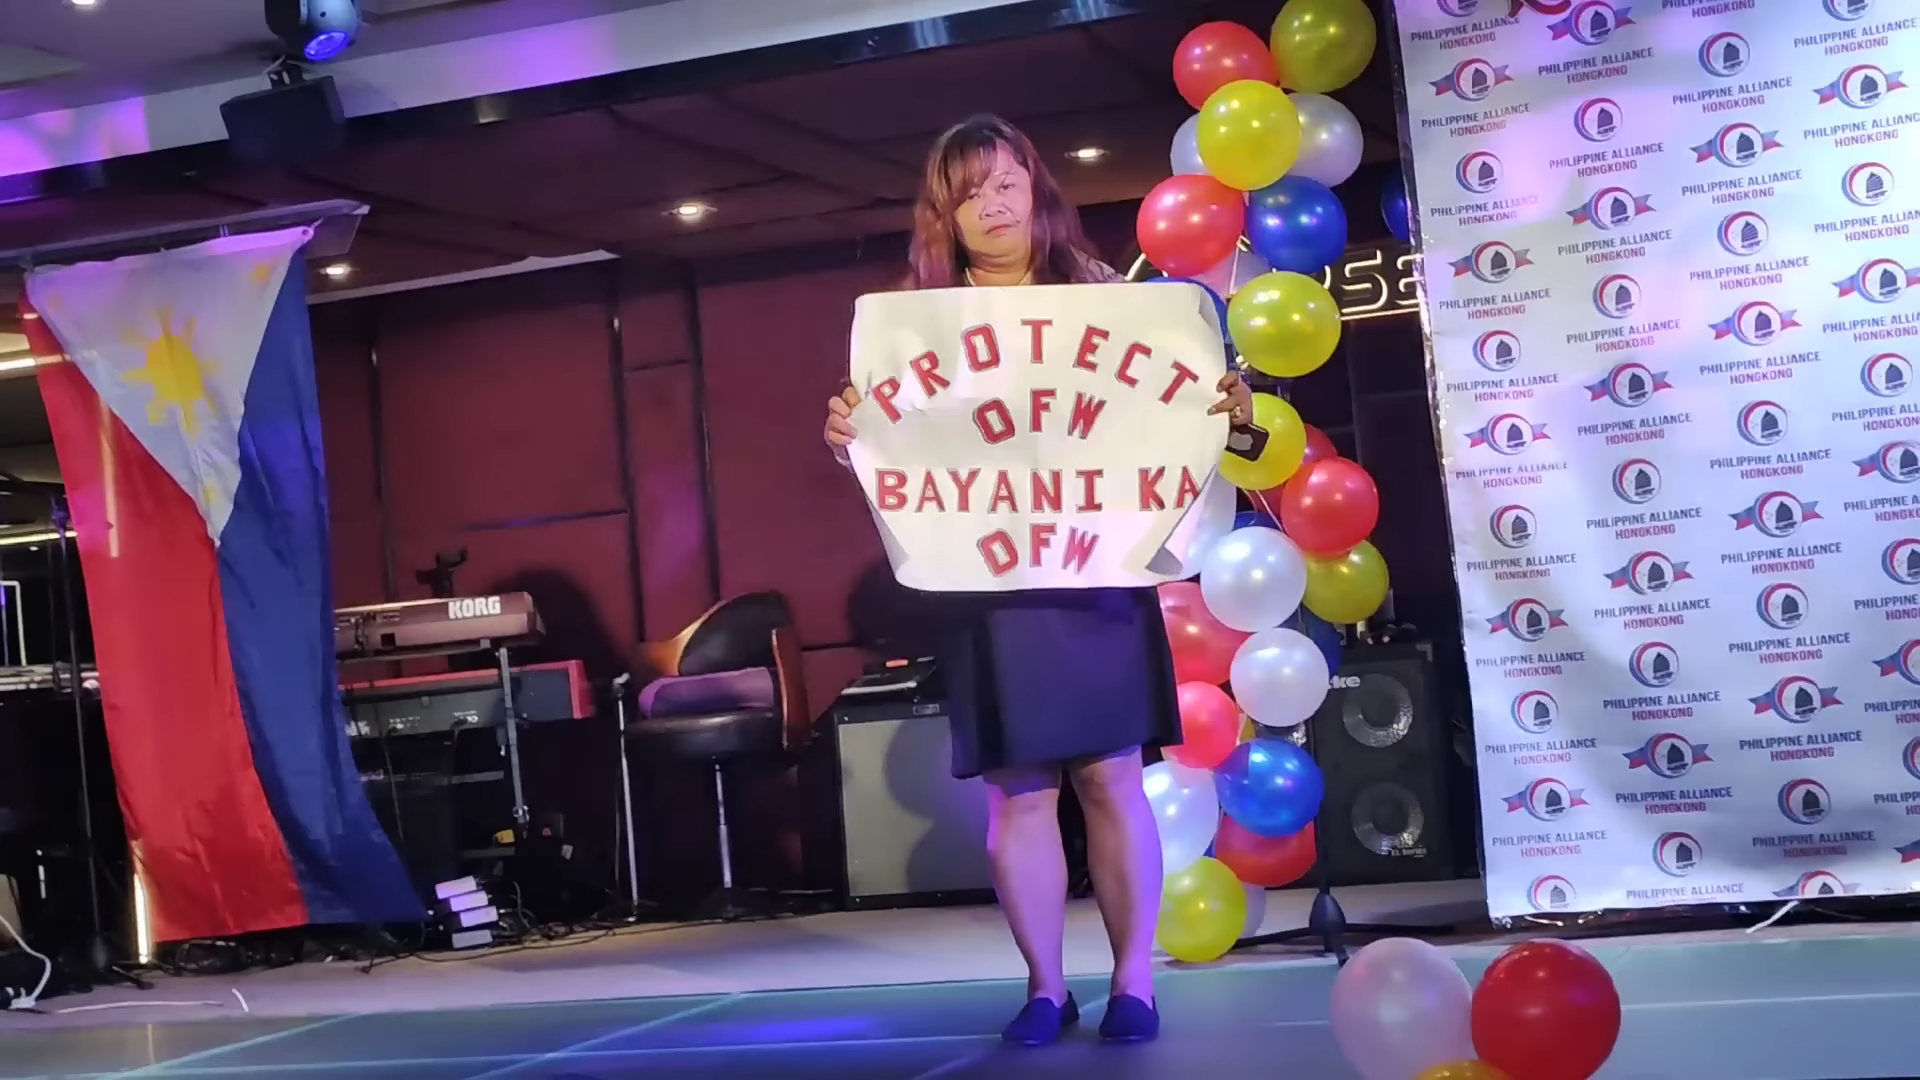 PROTECT
OFW
BAYANI KA
OFW
KORG
PHILIPPINE ALLIANCE
HONGKONG